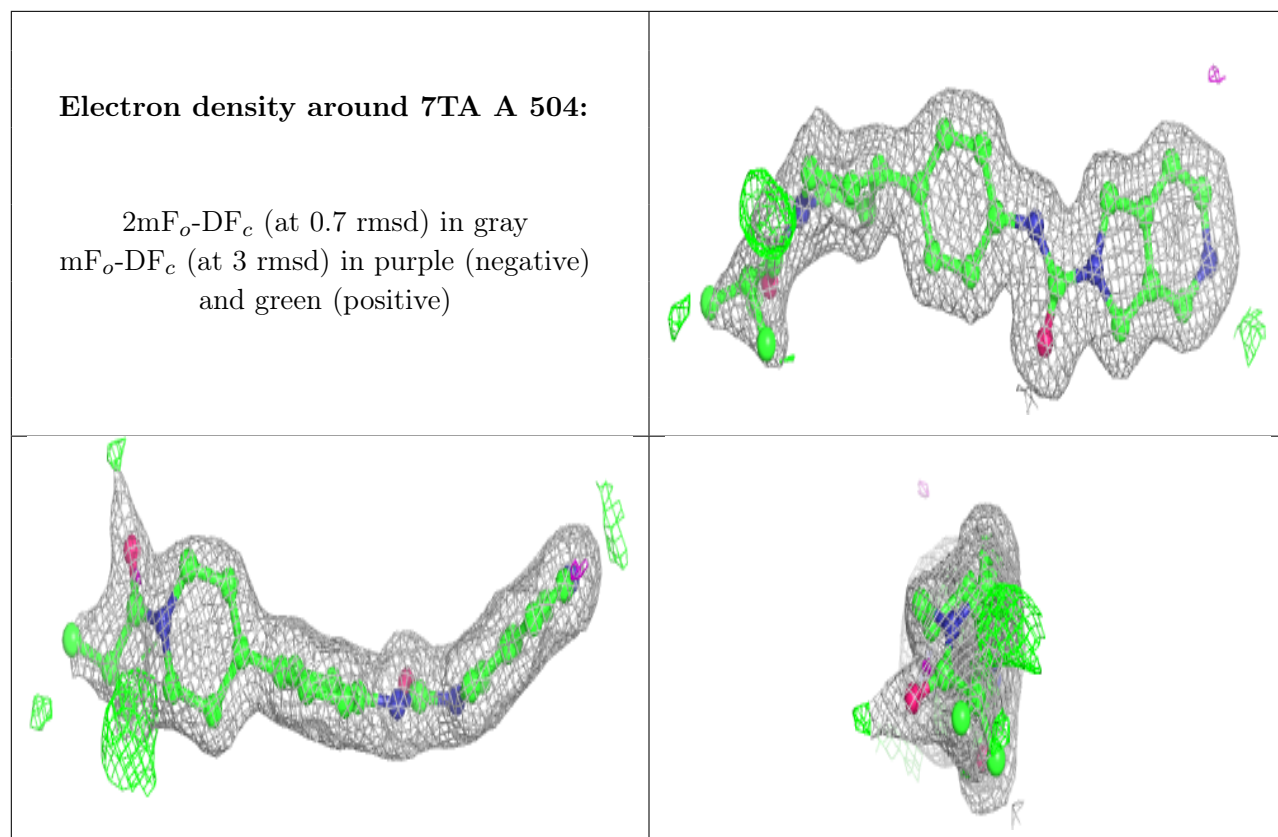 Electron density around 7TA A 504:
2mFo-DFc (at 0.7 rmsd) in gray
mFo-DFc (at 3 rmsd) in purple (negative)
and green (positive)